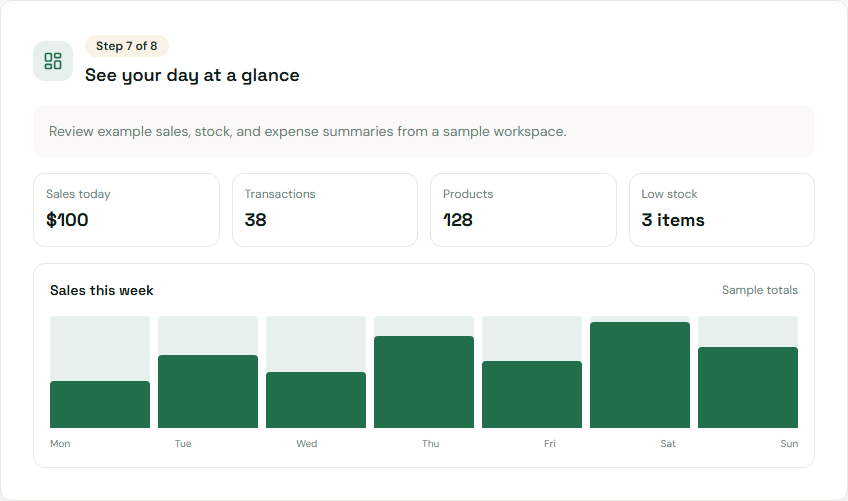 Step 7 of 8
See your day at a glance
Review example sales, stock, and expense summaries from a sample workspace.
Sales today
$100
Transactions
38
Products
128
Low stock
3 items
Sales this week
Sample totals
Mon Tue Wed Thu Fri Sat Sun